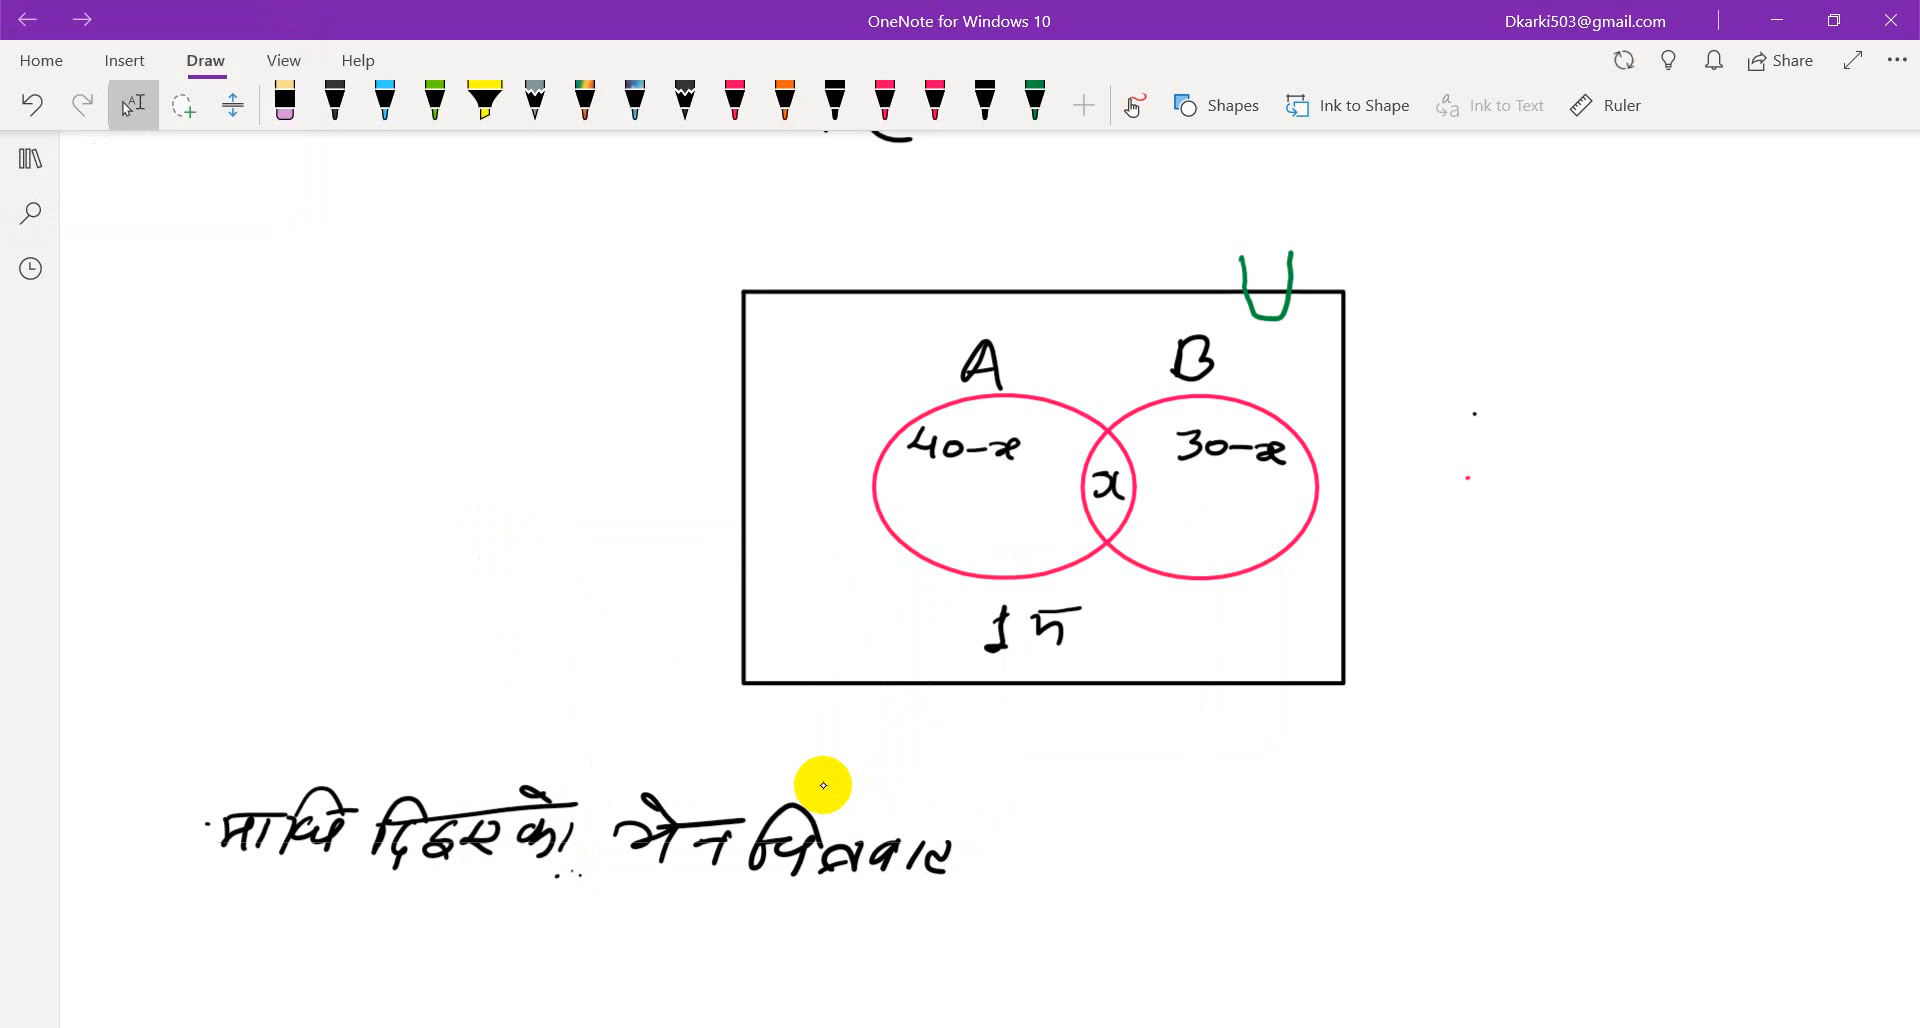 OneNote for Windows 10
Dkarki503@gmail.com
Home Insert Draw View Help
Share
Shapes Ink to Shape Ink to Text Ruler
U
A B
40-x
30-x
x
15
माथि दिइएको भेन चित्रबाट